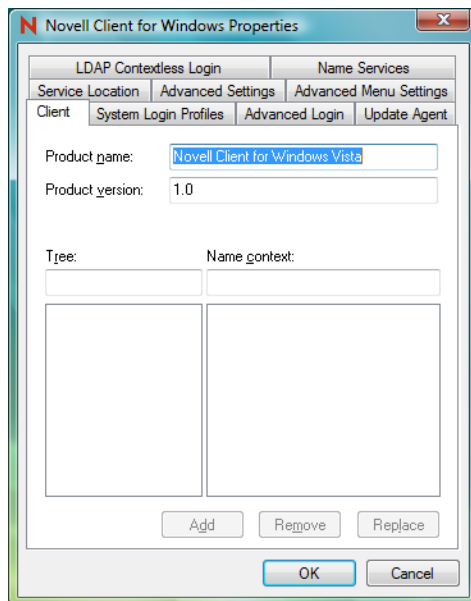 Novell Client for Windows Properties
LDAP Contextless Login Name Services
Service Location Advanced Settings Advanced Menu Settings
Client System Login Profiles Advanced Login Update Agent
Product name: Novell Client for Windows Vista
Product version: 1.0
Tree: Name context:
Add Remove Replace
OK Cancel